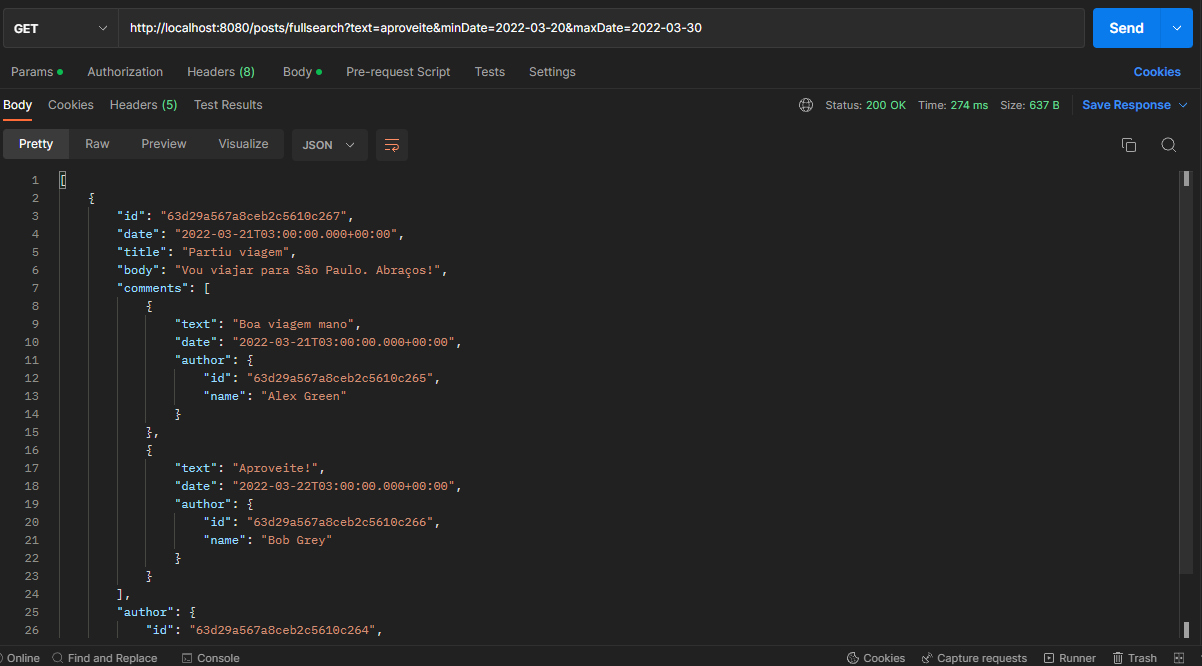 GET http://localhost:8080/posts/fullsearch?text=aproveite&minDate=2022-03-20&maxDate=2022-03-30 Send
Params Authorization Headers (8) Body Pre-request Script Tests Settings Cookies
Body Cookies Headers (5) Test Results Status: 200 OK Time: 274 ms Size: 637 B Save Response
Pretty Raw Preview Visualize JSON
1 [
2 {
3 "id": "63d29a567a8ceb2c5610c267",
4 "date": "2022-03-21T03:00:00.000+00:00",
5 "title": "Partiu viagem",
6 "body": "Vou viajar para São Paulo. Abraços!",
7 "comments": [
8 {
9 "text": "Boa viagem mano",
10 "date": "2022-03-21T03:00:00.000+00:00",
11 "author": {
12 "id": "63d29a567a8ceb2c5610c265",
13 "name": "Alex Green"
14 }
15 },
16 {
17 "text": "Aproveite!",
18 "date": "2022-03-22T03:00:00.000+00:00",
19 "author": {
20 "id": "63d29a567a8ceb2c5610c266",
21 "name": "Bob Grey"
22 }
23 }
24 ],
25 "author": {
26 "id": "63d29a567a8ceb2c5610c264",
Online Find and Replace Console Cookies Capture requests Runner Trash